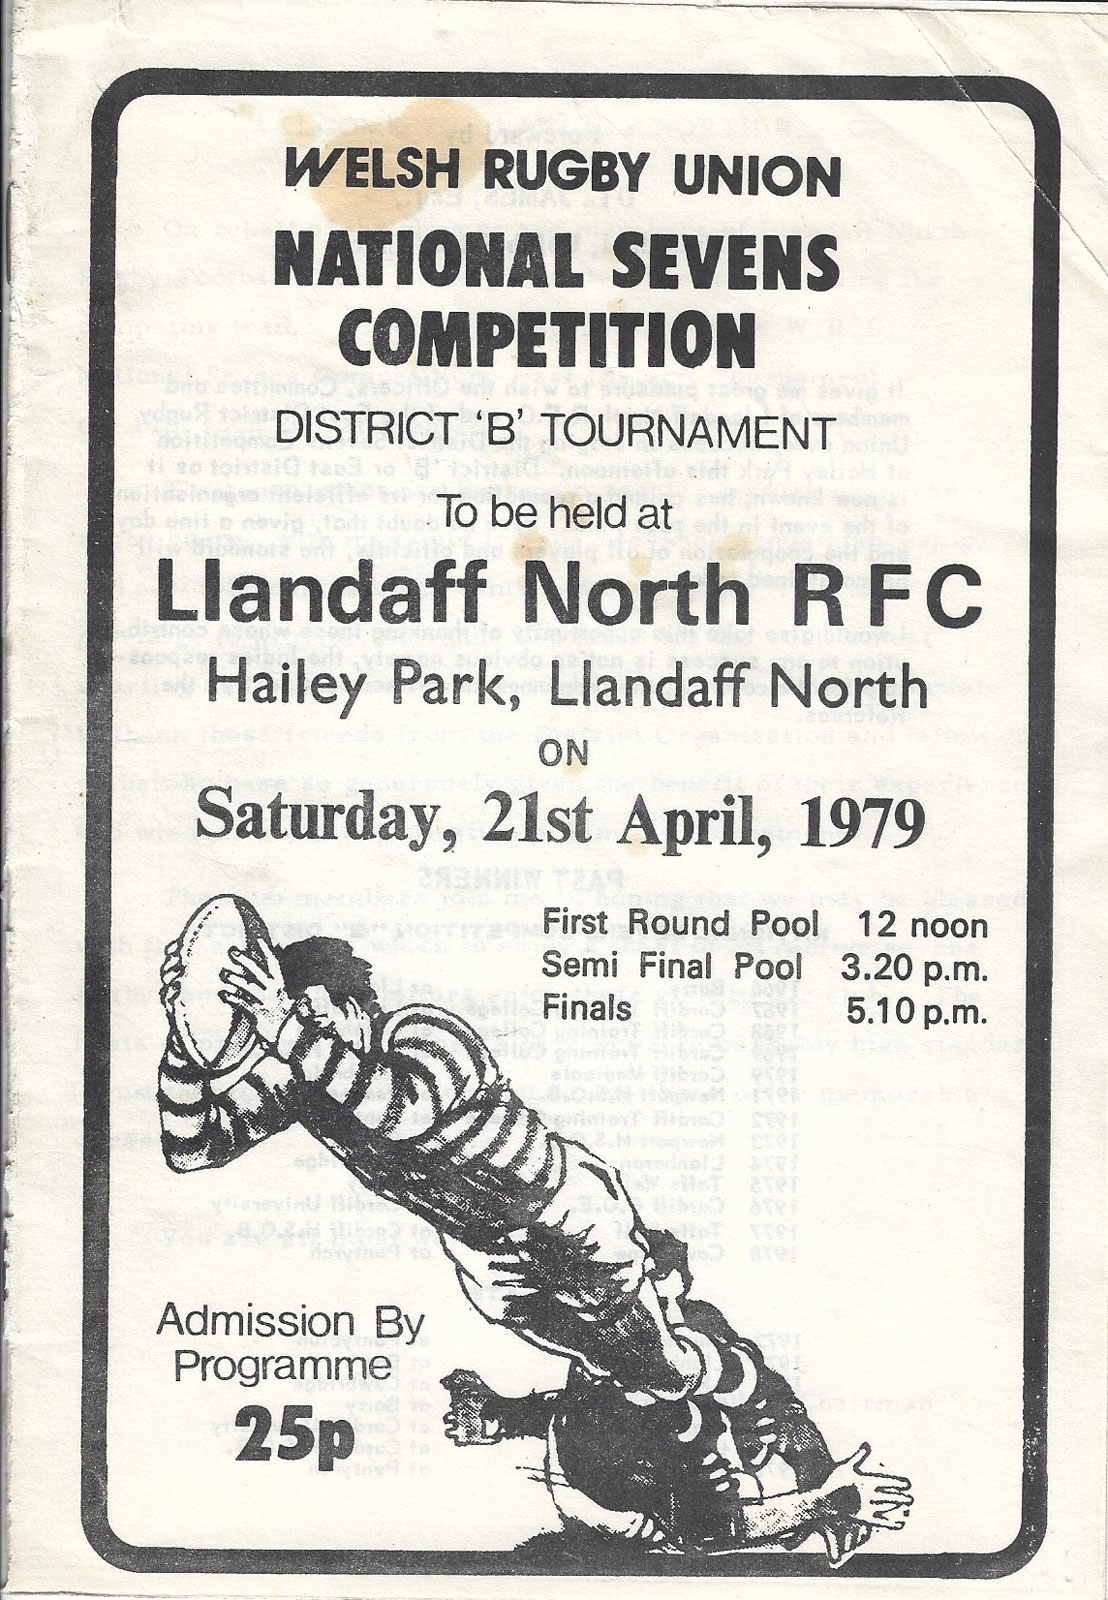 WELSH RUGBY UNION
NATIONAL SEVENS
COMPETITION
DISTRICT 'B' TOURNAMENT
To be held at
Llandaff North RFC
Hailey Park, Llandaff North
ON
Saturday, 21st April, 1979
First Round Pool 12 noon
Semi Final Pool 3.20 p.m.
Finals 5.10 p.m.
Admission By
Programme
25p